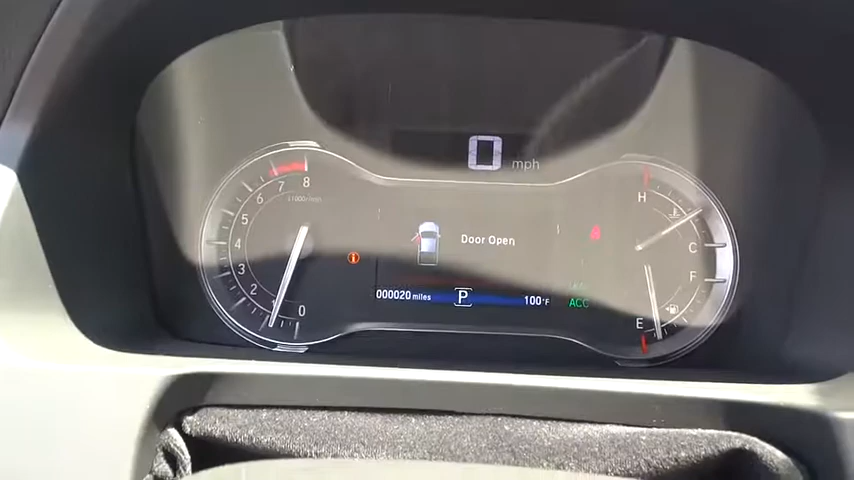 0 mph
8
7
6
5
4
3
2
1
0
x1000r/min
Door Open
000020 miles
P
100°F
ACC
H
C
F
E